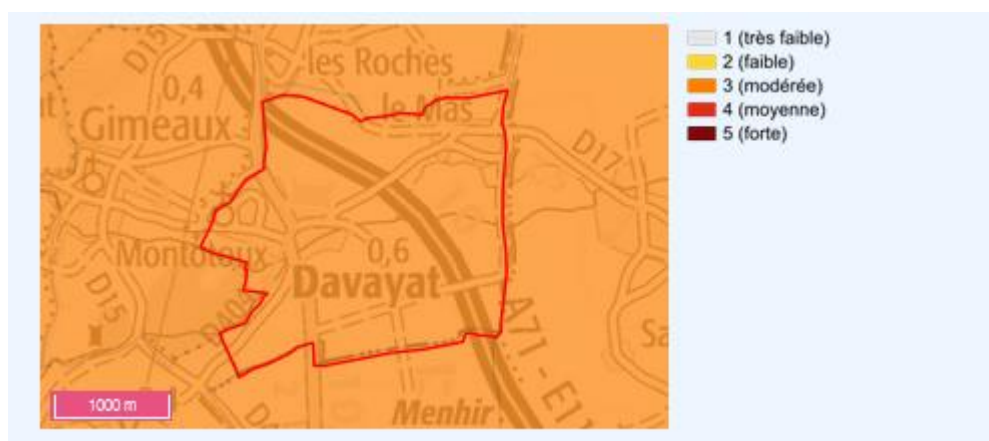 1 (très faible)
2 (faible)
3 (modérée)
4 (moyenne)
5 (forte)
D15
les Roches
0,4
le Mas
Gimeaux
D17
Montotoux
0,6
Davayat
D15
A71 - E11
Menhir
1000 m